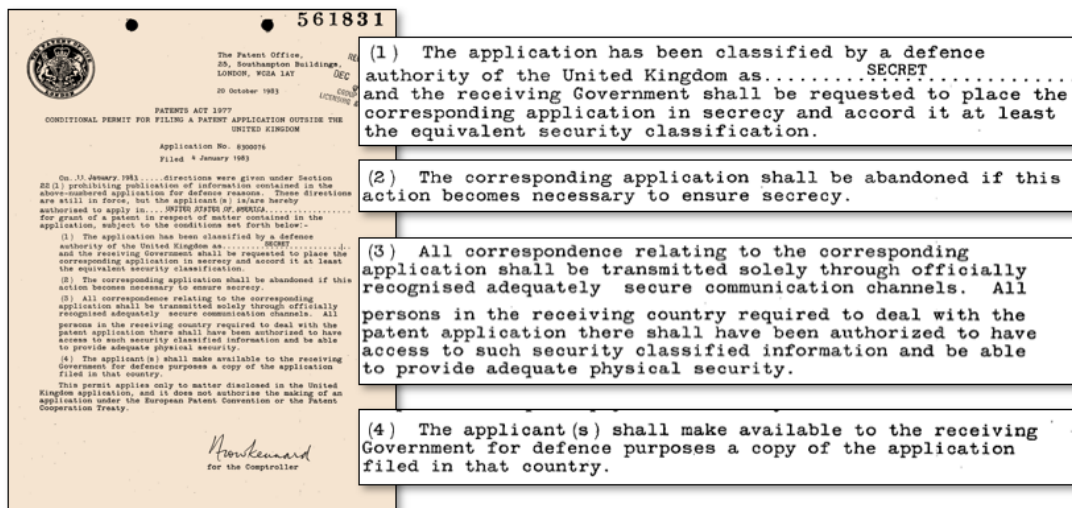 561831
The Patent Office,
25, Southampton Buildings,
LONDON, WC2A 1AY
DEC
20 October 1983
PATENTS ACT 1977
CONDITIONAL PERMIT FOR FILING A PATENT APPLICATION OUTSIDE THE
UNITED KINGDOM
Application No. 8300076
Filed 4 January 1983
On 11 January 1983.....directions were given under Section
22(1) prohibiting publication of information contained in the
above-numbered application for defence reasons. These directions
are still in force, but the applicant(s) is/are hereby
authorised to apply in....UNITED STATES OF AMERICA....
for grant of a patent in respect of matter contained in the
application, subject to the conditions set forth below:-
(1) The application has been classified by a defence
authority of the United Kingdom as........SECRET........
and the receiving Government shall be requested to place the
corresponding application in secrecy and accord it at least
the equivalent security classification.
(2) The corresponding application shall be abandoned if this
action becomes necessary to ensure secrecy.
(3) All correspondence relating to the corresponding
application shall be transmitted solely through officially
recognised adequately secure communication channels. All
persons in the receiving country required to deal with the
patent application there shall have been authorized to have
access to such security classified information and be able
to provide adequate physical security.
(4) The applicant(s) shall make available to the receiving
Government for defence purposes a copy of the application
filed in that country.
This permit applies only to matter disclosed in the United
Kingdom application, and it does not authorise the making of an
application under the European Patent Convention or the Patent
Cooperation Treaty.
for the Comptroller
(1) The application has been classified by a defence
authority of the United Kingdom as........SECRET........
and the receiving Government shall be requested to place the
corresponding application in secrecy and accord it at least
the equivalent security classification.
(2) The corresponding application shall be abandoned if this
action becomes necessary to ensure secrecy.
(3) All correspondence relating to the corresponding
application shall be transmitted solely through officially
recognised adequately secure communication channels. All
persons in the receiving country required to deal with the
patent application there shall have been authorized to have
access to such security classified information and be able
to provide adequate physical security.
(4) The applicant(s) shall make available to the receiving
Government for defence purposes a copy of the application
filed in that country.